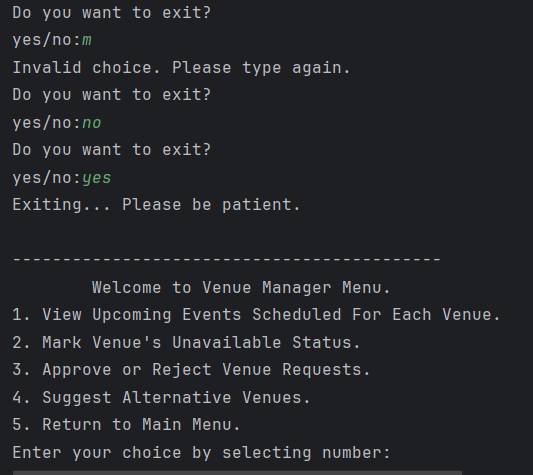 Do you want to exit?
yes/no:m
Invalid choice. Please type again.
Do you want to exit?
yes/no:no
Do you want to exit?
yes/no:yes
Exiting... Please be patient.
-------------------------------------------
Welcome to Venue Manager Menu.
1. View Upcoming Events Scheduled For Each Venue.
2. Mark Venue's Unavailable Status.
3. Approve or Reject Venue Requests.
4. Suggest Alternative Venues.
5. Return to Main Menu.
Enter your choice by selecting number: